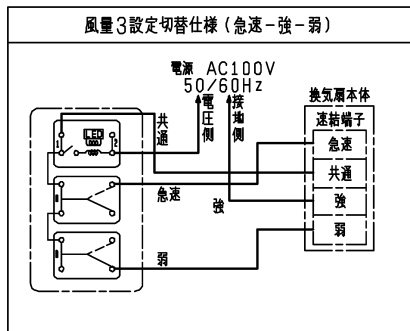 風量3設定切替仕様(急速-強-弱)
電源 AC100V
50/60Hz
電圧側
接地側
換気扇本体
速結端子
急速
共通
強
弱
共通
LED
1
2
急速
強
弱